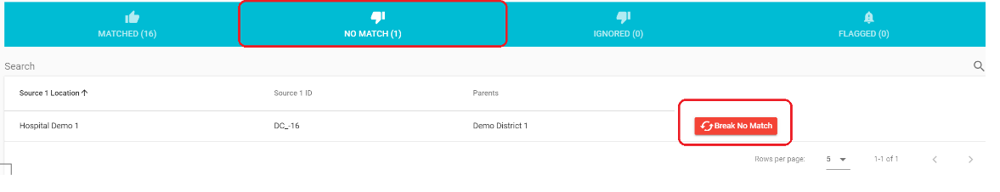 MATCHED (16) NO MATCH (1) IGNORED (0) FLAGGED (0)
Search
Source 1 Location Source 1 ID Parents
Hospital Demo 1 DC_-16 Demo District 1 Break No Match
Rows per page: 5 1-1 of 1